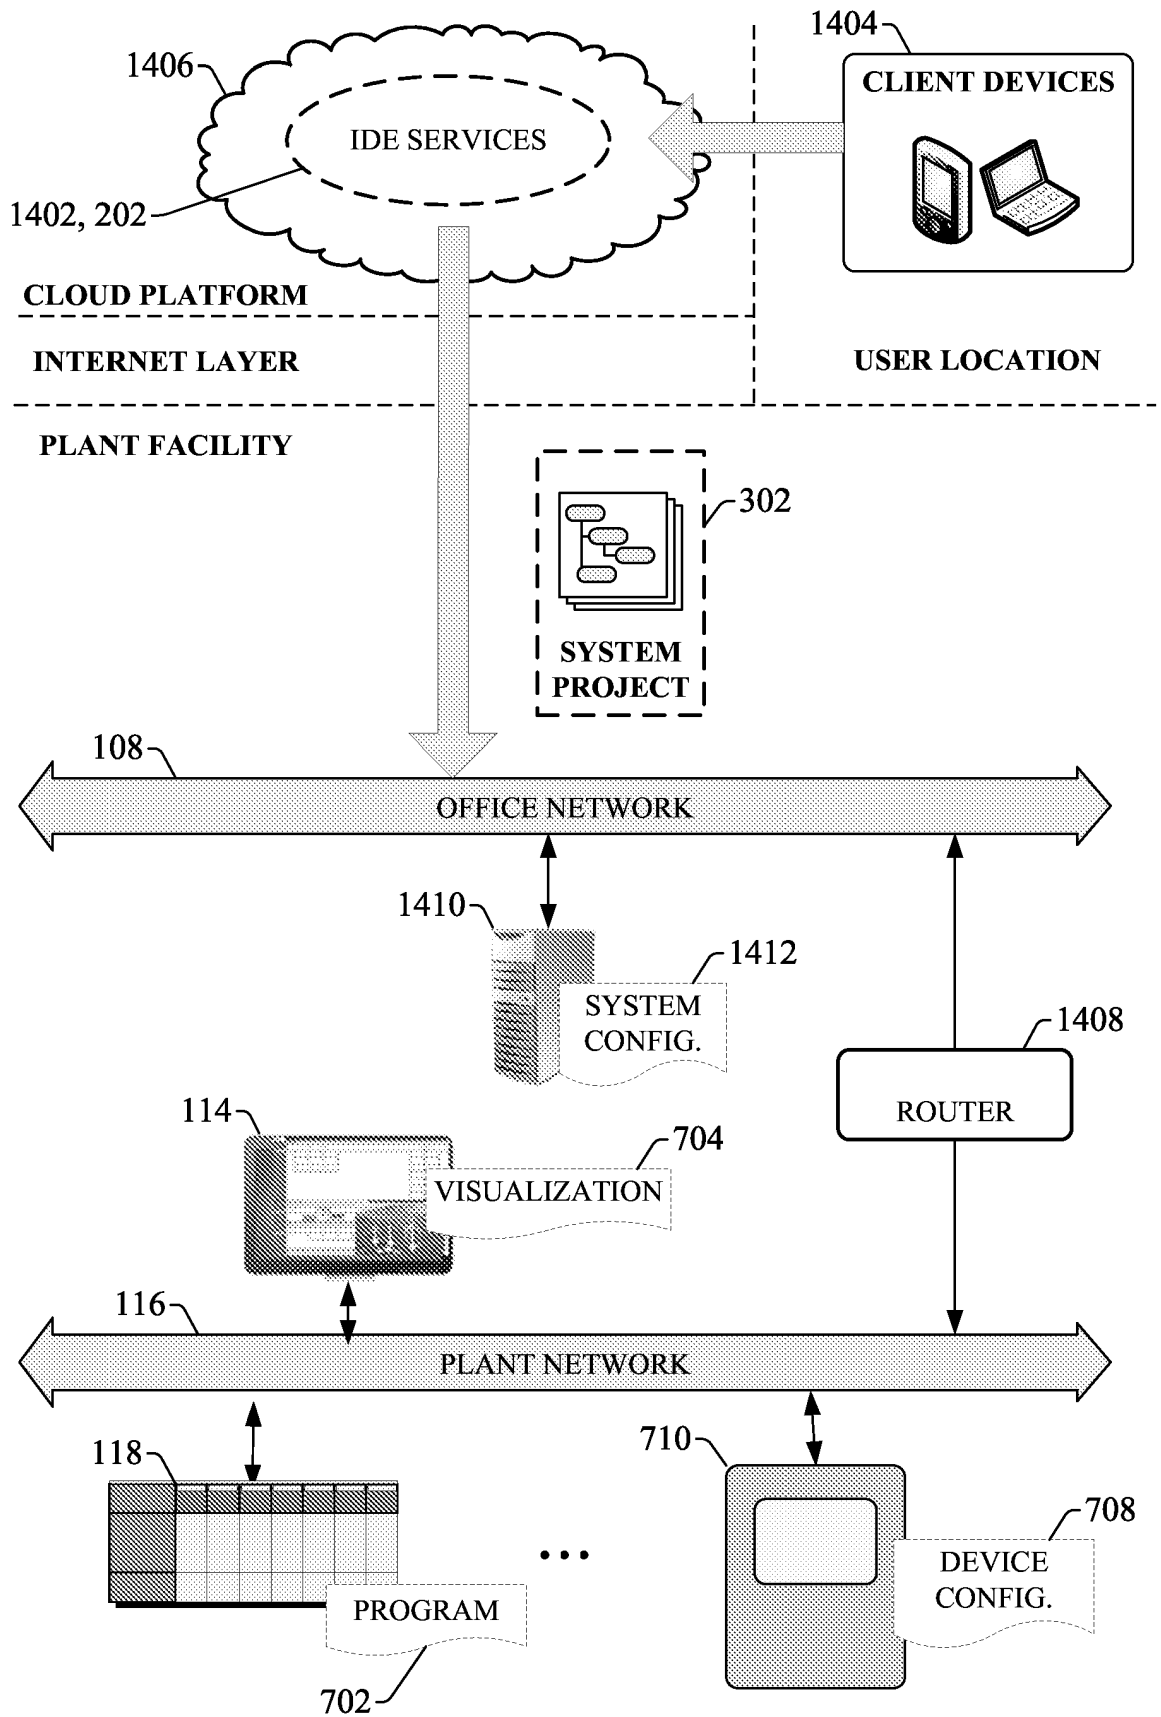 1404
1406
CLIENT DEVICES
IDE SERVICES
1402, 202
CLOUD PLATFORM
INTERNET LAYER
USER LOCATION
PLANT FACILITY
302
SYSTEM
PROJECT
108
OFFICE NETWORK
1410
1412
SYSTEM
CONFIG.
1408
ROUTER
114
704
VISUALIZATION
116
PLANT NETWORK
118
710
708
DEVICE
CONFIG.
...
PROGRAM
702